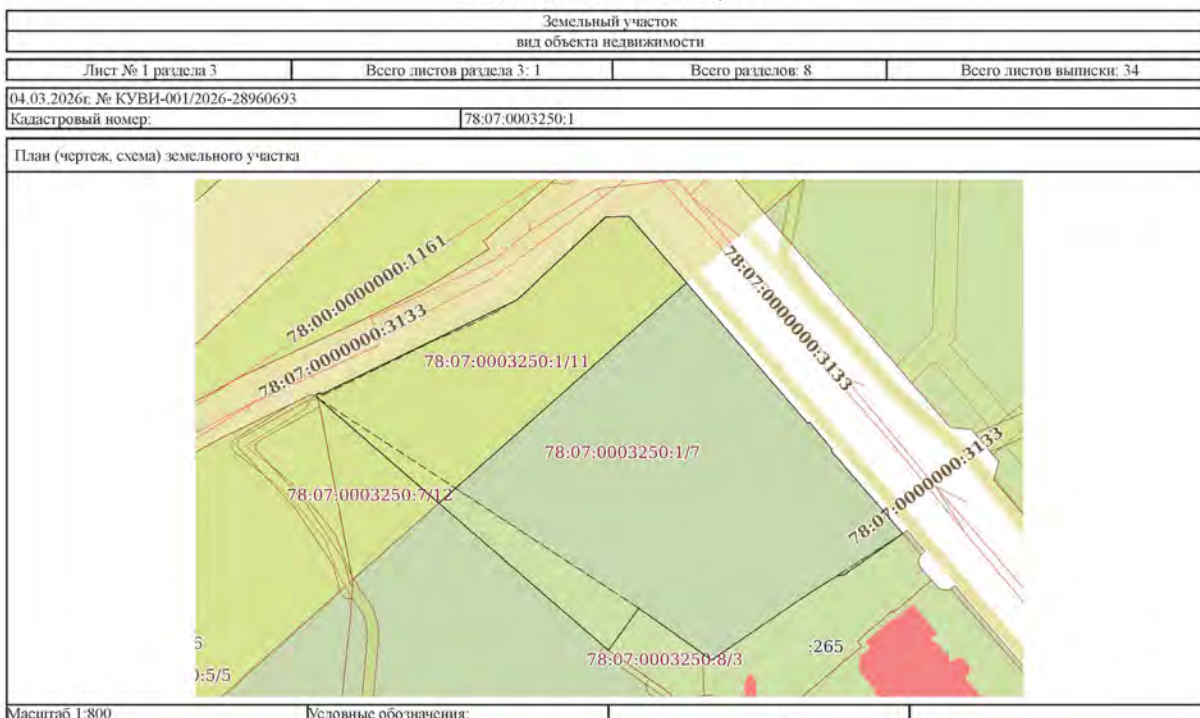 Земельный участок
вид объекта недвижимости
Лист № 1 раздела 3 Всего листов раздела 3: 1 Всего разделов: 8 Всего листов выписки: 34
04.03.2026г. № КУВИ-001/2026-28960693
Кадастровый номер: 78:07:0003250:1
План (чертеж, схема) земельного участка
78:00:0000000:1161
78:07:0000000:3133
78:07:0000000:3133
78:07:0003250:1/11
78:07:0003250:1/7
78:07:0000000:3133
78:07:0003250:7/12
:265
78:07:0003250:8/3
):5/5
Масштаб 1:800 Условные обозначения: